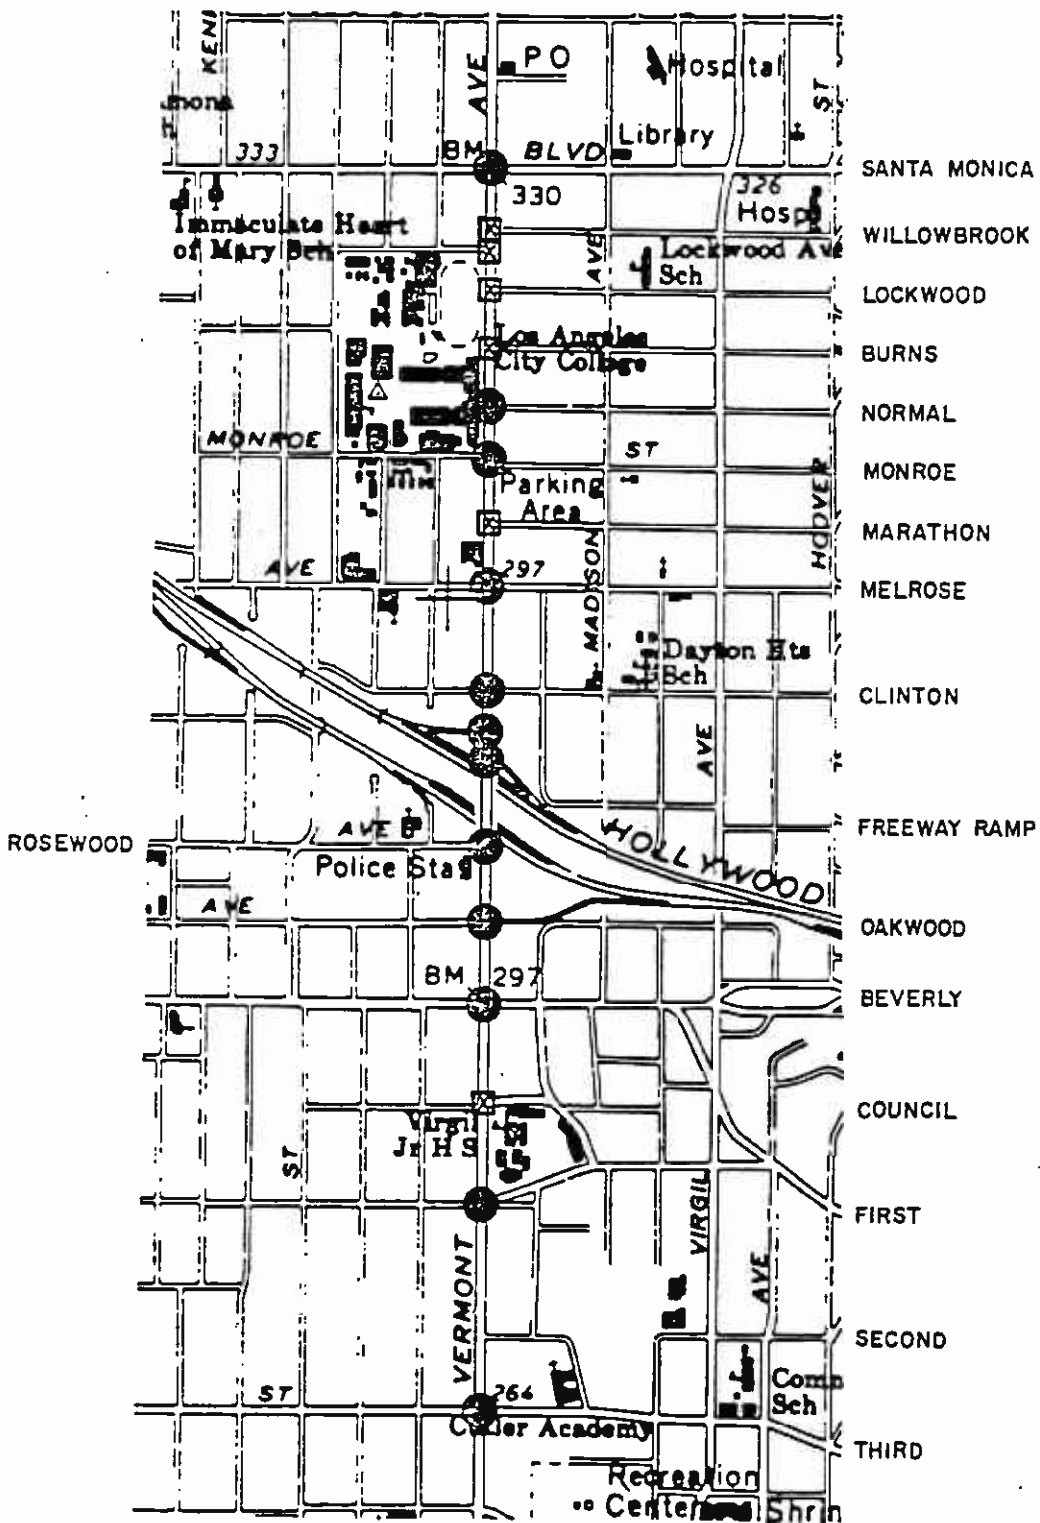 KENI
AVE
PO
Hospital
ST
mona
333
BM
BLVD
Library
SANTA MONICA
330
326
Hosp
Immaculate Heart
of Mary Sch
WILLOWBROOK
AVE
Lockwood Ave
Sch
LOCKWOOD
Los Angeles
City College
BURNS
NORMAL
MONROE
ST
MONROE
Parking
Area
HOOVER
MARATHON
AVE
297
MADISON
MELROSE
Dayton Hts
Sch
CLINTON
AVE
FREEWAY RAMP
ROSEWOOD
AVE
HOLLYWOOD
Police Sta
AVE
OAKWOOD
BM 297
BEVERLY
COUNCIL
Virgil
Jr H S
ST
VIRGIL
FIRST
VERMONT
AVE
SECOND
ST
264
Comn
Sch
Cutler Academy
THIRD
Recreation
Center
Shrin